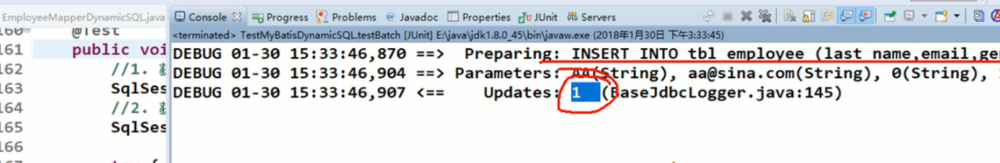 EmployeeMapperDynamicSQL.java
Console Progress Problems @ Javadoc Properties JUnit Servers
<terminated> TestMyBatisDynamicSQL.testBatch [JUnit] E:\java\jdk1.8.0_45\bin\javaw.exe (2018年1月30日 下午3:33:45)
160 @Test
161 public voi
162 //1.
163 SqlSes
164 //2.
165 SqlSes
166
DEBUG 01-30 15:33:46,870 ==> Preparing: INSERT INTO tbl_employee (last_name,email,ge
DEBUG 01-30 15:33:46,904 ==> Parameters: AA(String), aa@sina.com(String), 0(String),
DEBUG 01-30 15:33:46,907 <== Updates: 1 (BaseJdbcLogger.java:145)